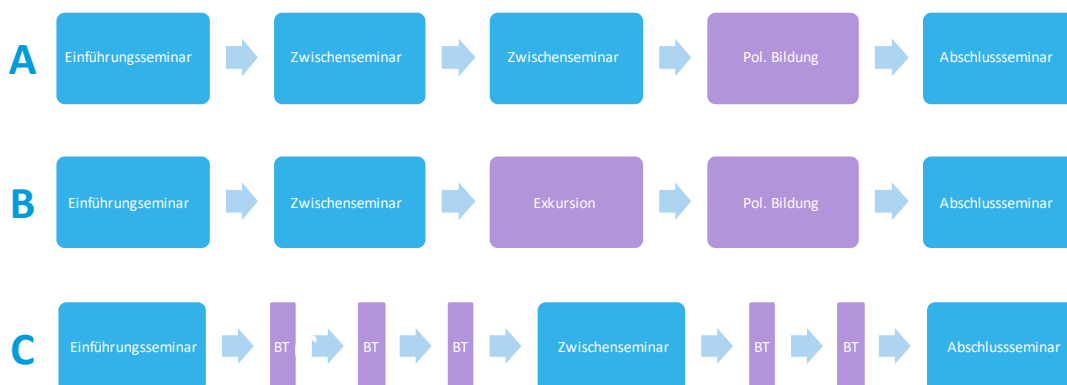 A
Einführungsseminar
Zwischenseminar
Zwischenseminar
Pol. Bildung
Abschlussseminar
B
Einführungseminar
Zwischenseminar
Exkursion
Pol. Bildung
Abschlussseminar
C
Einführungsseminar
BT
BT
BT
Zwischenseminar
BT
BT
Abschlussseminar